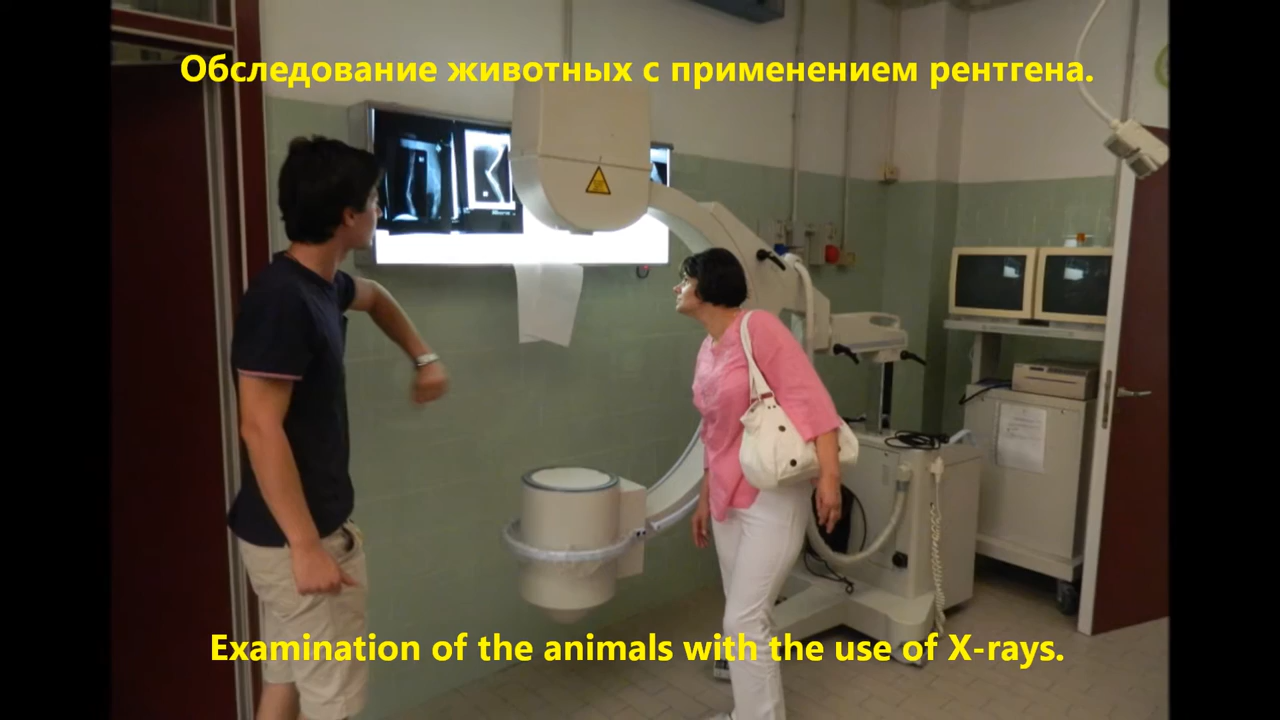 Обследование животных с применением рентгена.
Examination of the animals with the use of X-rays.